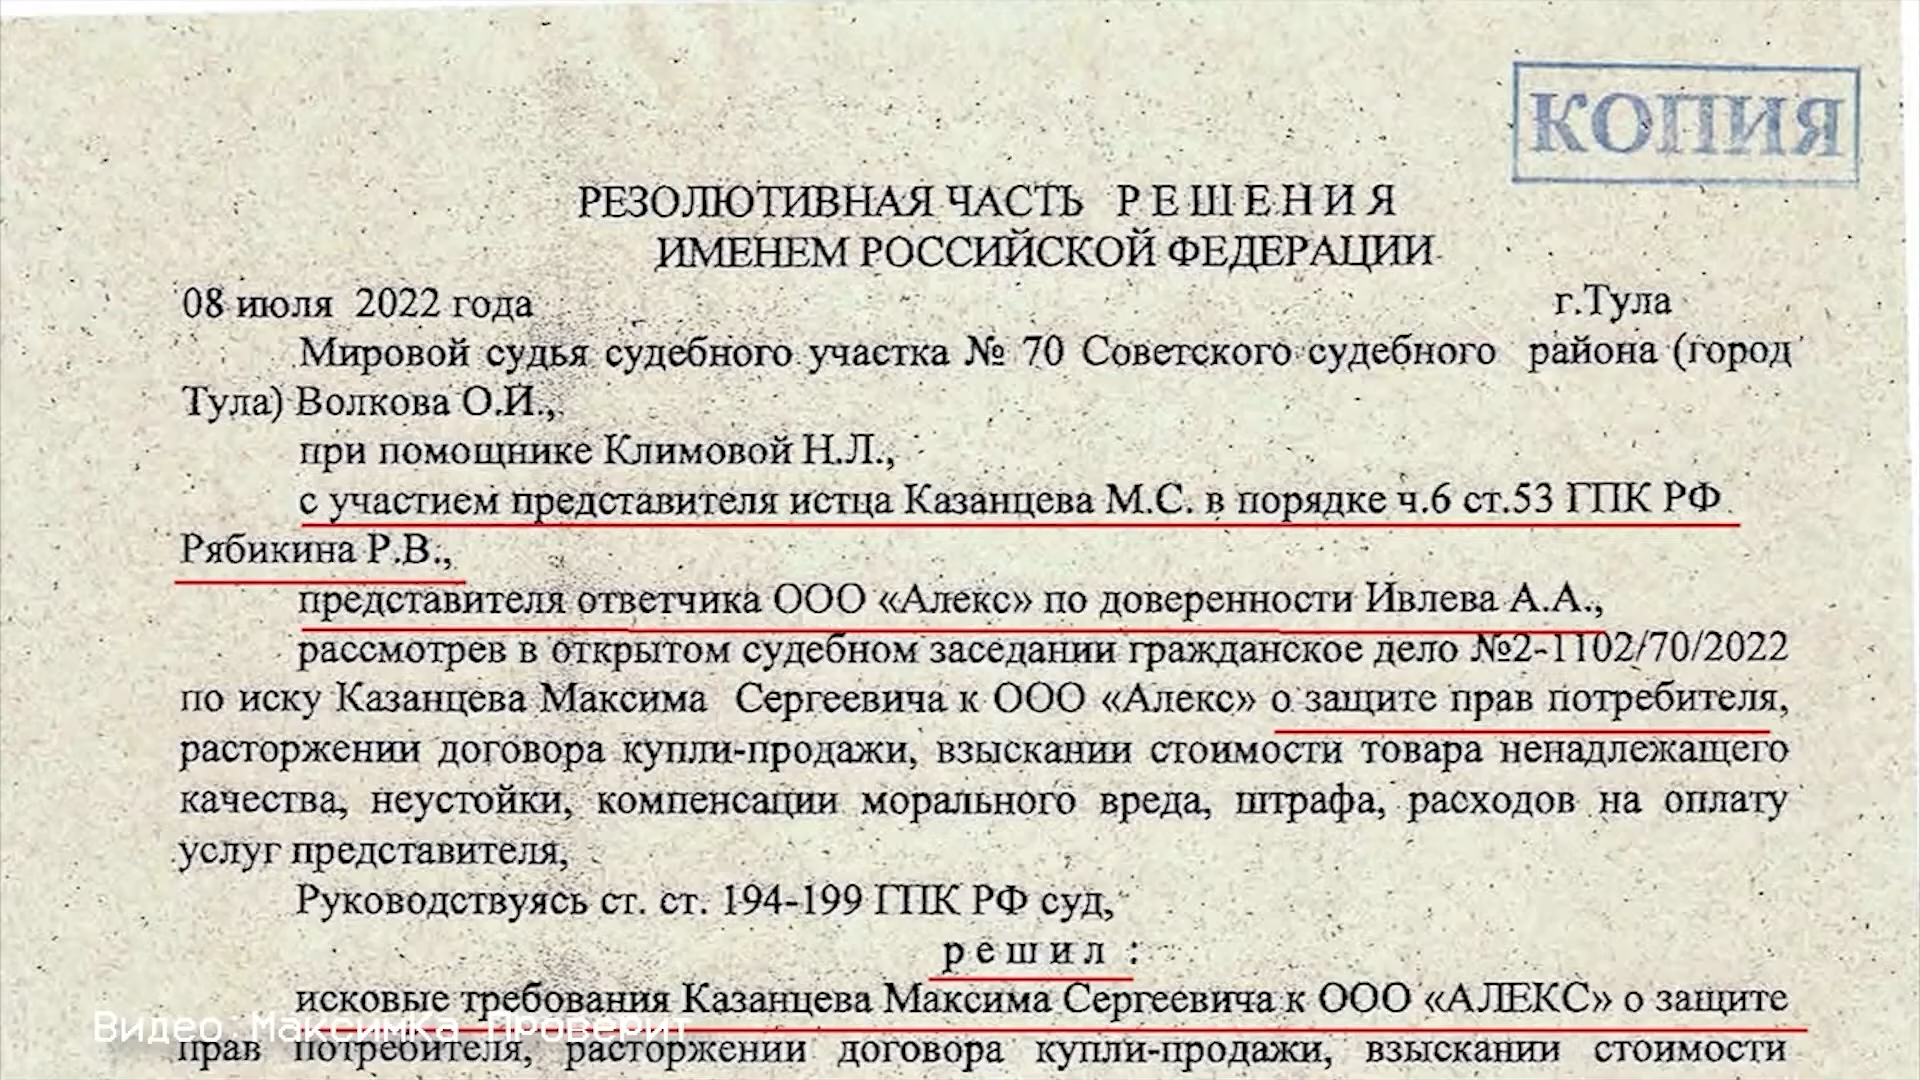 КОПИЯ
РЕЗОЛЮТИВНАЯ ЧАСТЬ Р Е Ш Е Н И Я
ИМЕНЕМ РОССИЙСКОЙ ФЕДЕРАЦИИ
08 июля 2022 года г.Тула
Мировой судья судебного участка № 70 Советского судебного района (город
Тула) Волкова О.И.,
при помощнике Климовой Н.Л.,
с участием представителя истца Казанцева М.С. в порядке ч.6 ст.53 ГПК РФ
Рябикина Р.В.,
представителя ответчика ООО «Алекс» по доверенности Ивлева А.А.,
рассмотрев в открытом судебном заседании гражданское дело №2-1102/70/2022
по иску Казанцева Максима Сергеевича к ООО «Алекс» о защите прав потребителя,
расторжении договора купли-продажи, взыскании стоимости товара ненадлежащего
качества, неустойки, компенсации морального вреда, штрафа, расходов на оплату
услуг представителя,
Руководствуясь ст. ст. 194-199 ГПК РФ суд,
р е ш и л :
исковые требования Казанцева Максима Сергеевича к ООО «АЛЕКС» о защите
прав потребителя, расторжении договора купли-продажи, взыскании стоимости
Видео: МаксимКа Проверит